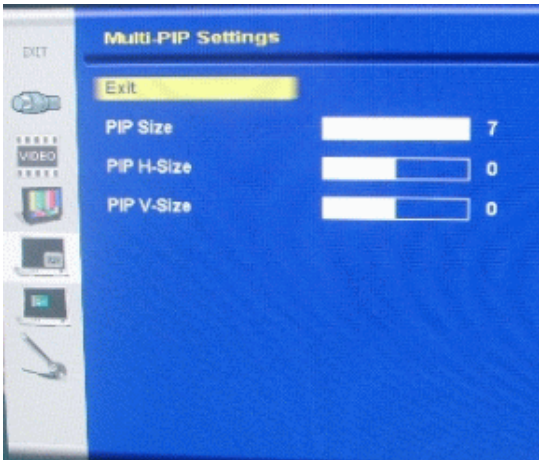 Multi-PIP Settings
EXIT
Exit
PIP Size 7
VIDEO
PIP H-Size 0
PIP V-Size 0